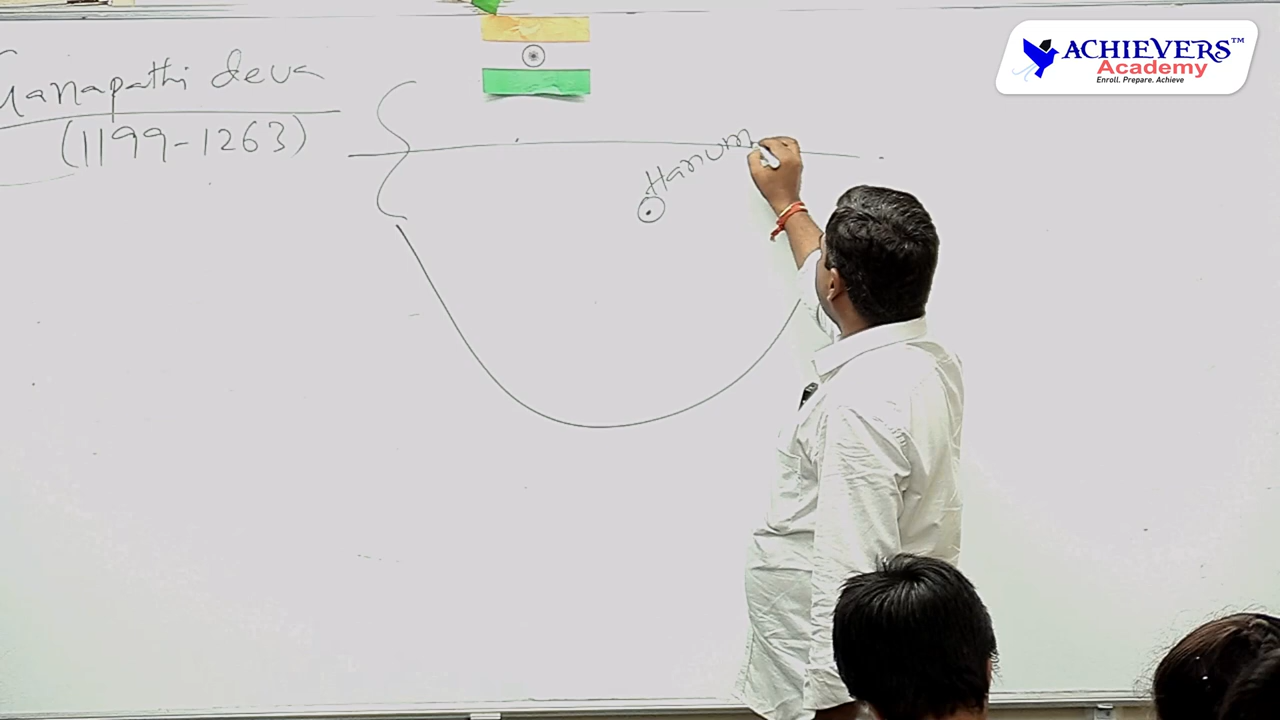 Ganapathi deva
(1199-1263)
Hanum
ACHIEVERS™
Academy
Enroll. Prepare. Achieve